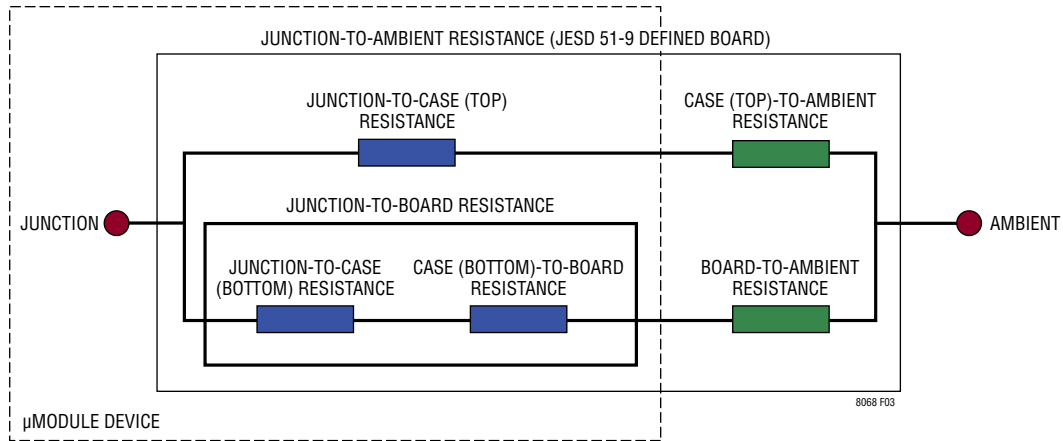 JUNCTION-TO-AMBIENT RESISTANCE (JESD 51-9 DEFINED BOARD)
JUNCTION-TO-CASE (TOP)
RESISTANCE
CASE (TOP)-TO-AMBIENT
RESISTANCE
JUNCTION
JUNCTION-TO-BOARD RESISTANCE
AMBIENT
JUNCTION-TO-CASE
(BOTTOM) RESISTANCE
CASE (BOTTOM)-TO-BOARD
RESISTANCE
BOARD-TO-AMBIENT
RESISTANCE
8068 F03
µMODULE DEVICE